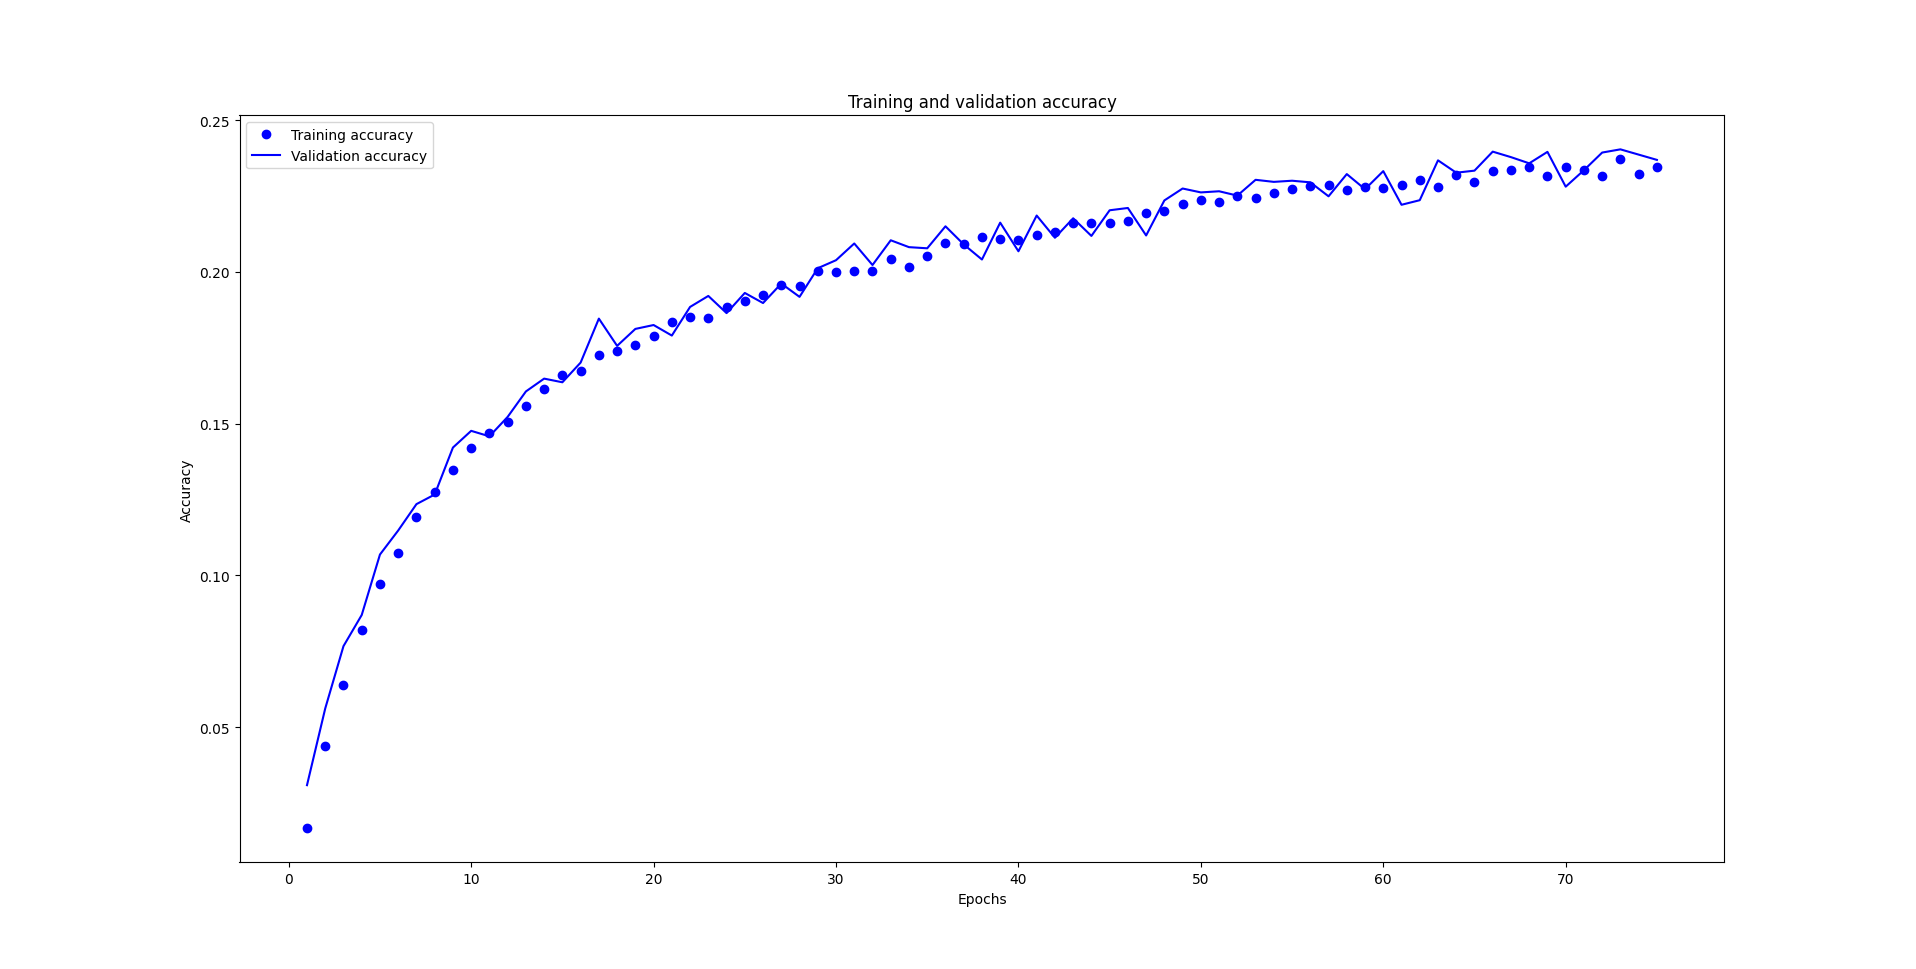 Training and validation accuracy
0.25
Training accuracy
Validation accuracy
0.20
0.15
Accuracy
0.10
0.05
0 10 20 30 40 50 60 70
Epochs